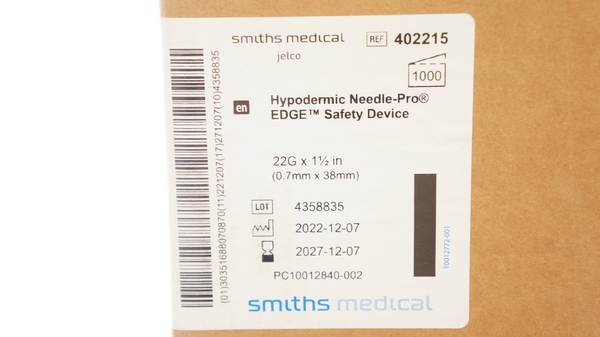 smiths medical
jelco
REF 402215
1000
en
Hypodermic Needle-Pro®
EDGE™ Safety Device
22G x 1½ in
(0.7mm x 38mm)
LOT 4358835
2022-12-07
2027-12-07
PC10012840-002
smiths medical
10012772-001
(01)30351688070870(11)221207(17)271207(10)4358835